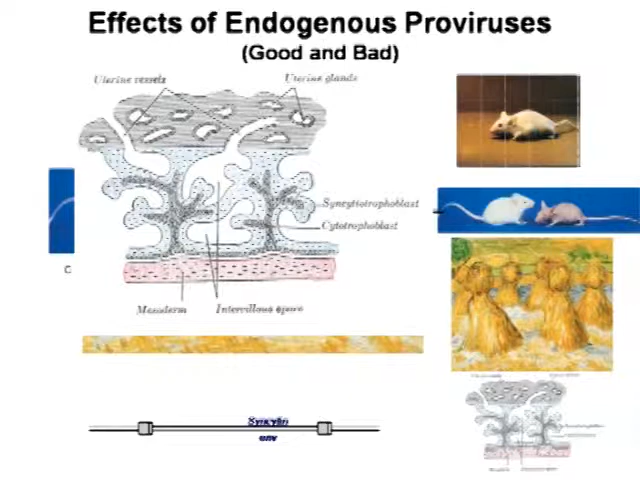 Effects of Endogenous Proviruses
(Good and Bad)
Uterine vessels
Uterine glands
Syncytiotrophoblast
Cytotrophoblast
C
Mesoderm
Intervillous space
Syncytin
env